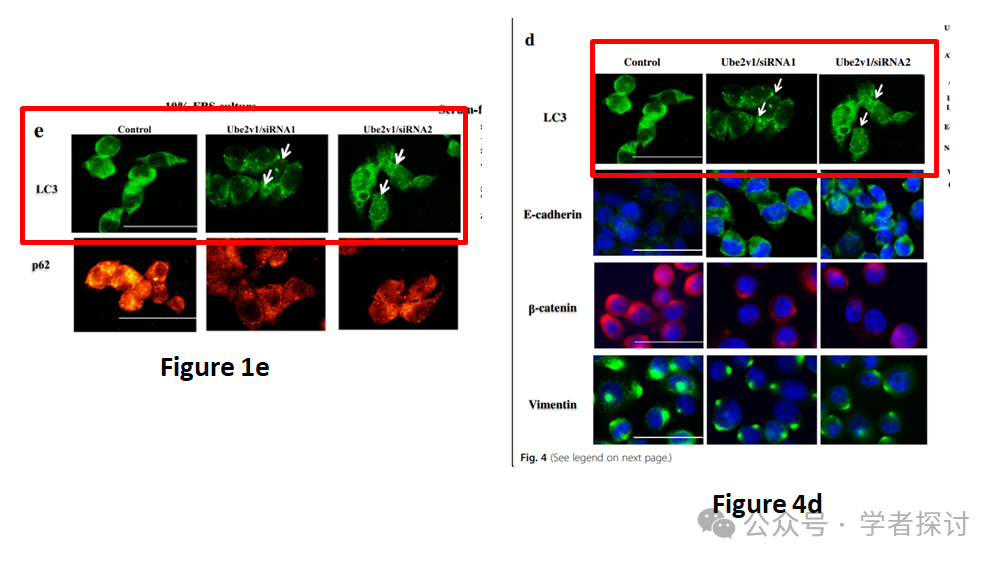 10% FBS culture
Serum-f
e
Control Ube2v1/siRNA1 Ube2v1/siRNA2
LC3
p62
Figure 1e
d
Control Ube2v1/siRNA1 Ube2v1/siRNA2
LC3
E-cadherin
β-catenin
Vimentin
Fig. 4 (See legend on next page.)
Figure 4d
公众号 · 学者探讨